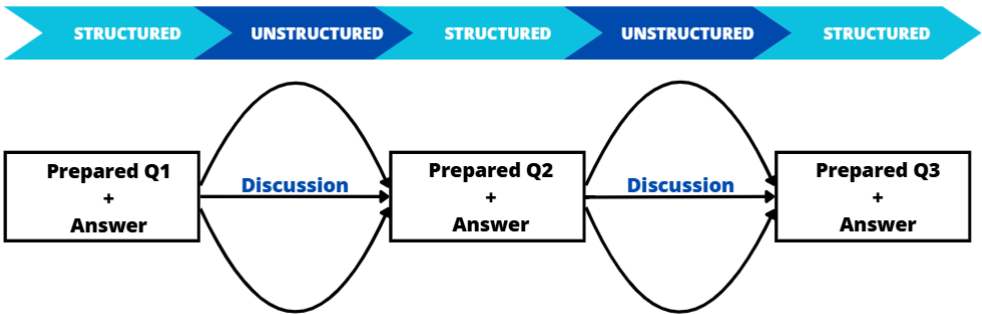 STRUCTURED UNSTRUCTURED STRUCTURED UNSTRUCTURED STRUCTURED
Prepared Q1
+
Answer
Discussion
Prepared Q2
+
Answer
Discussion
Prepared Q3
+
Answer